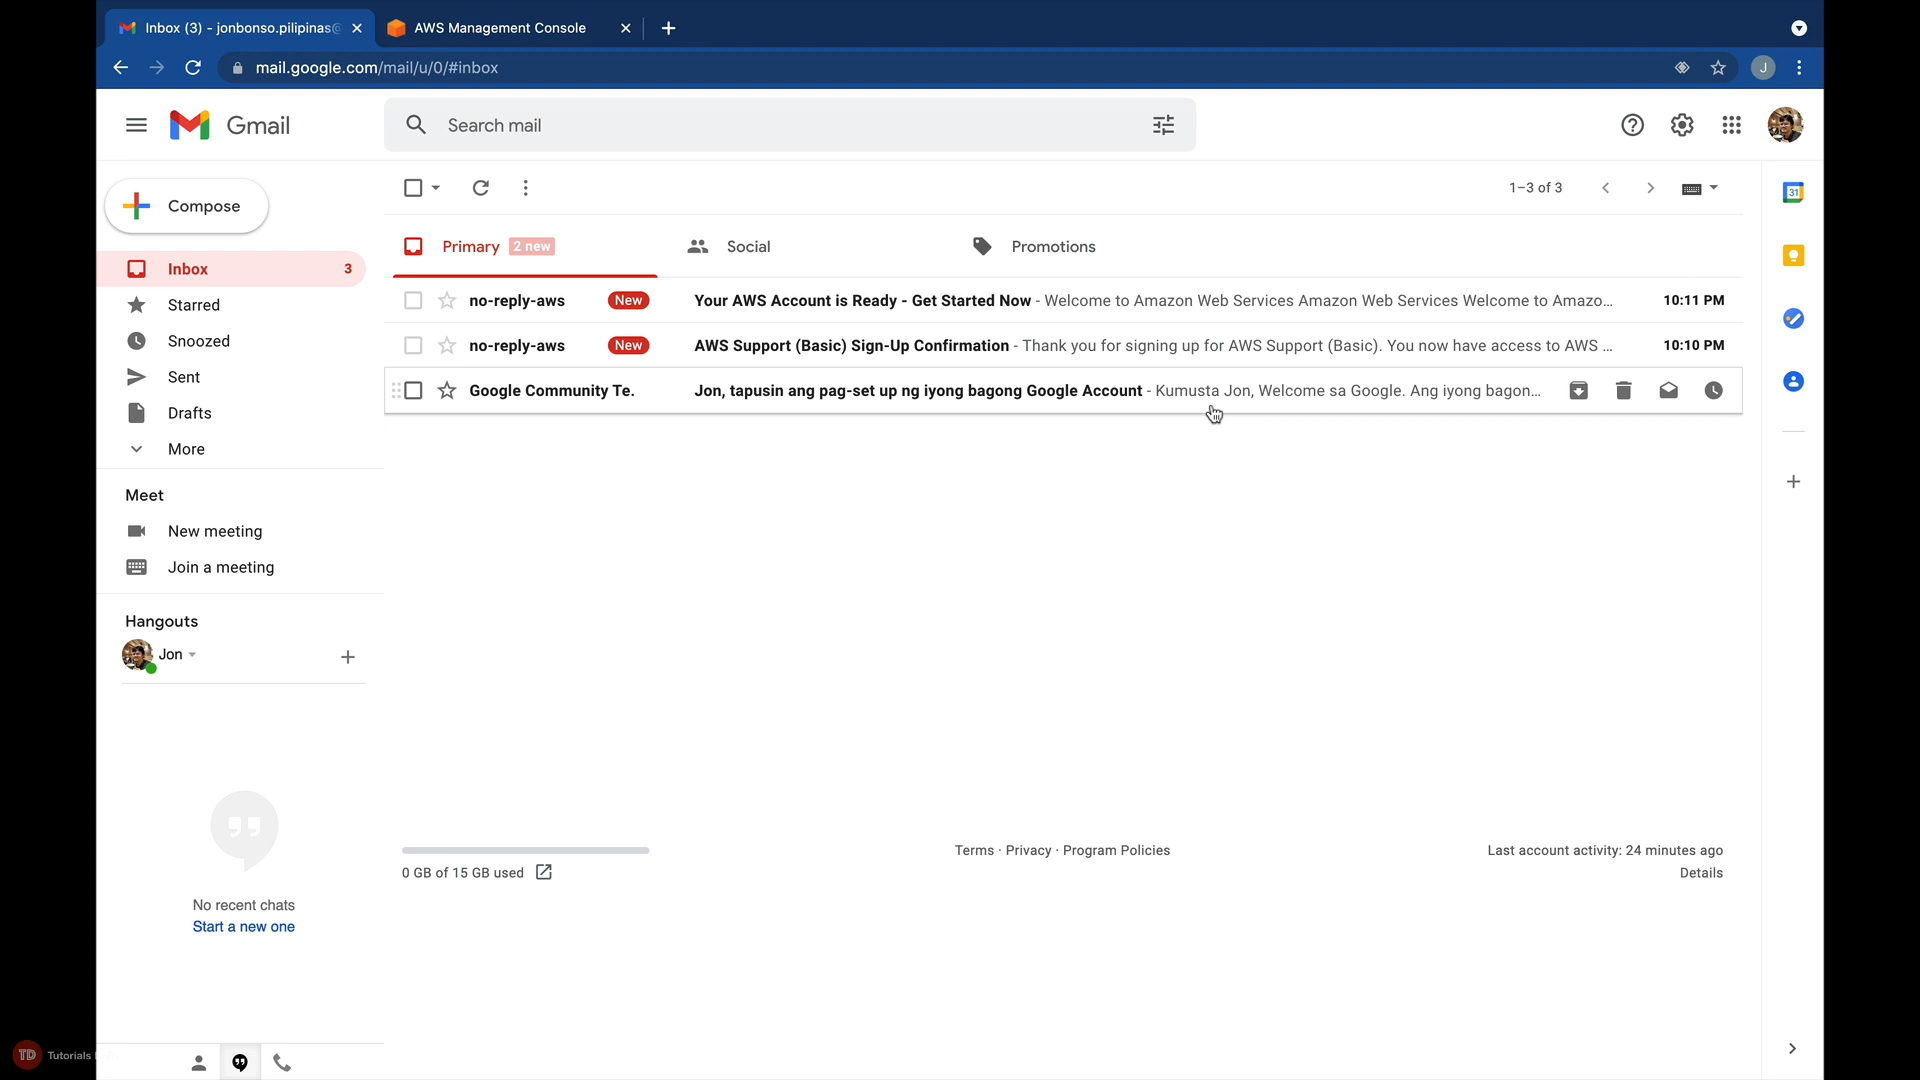 Inbox (3) - jonbonso.pilipinas@
AWS Management Console
mail.google.com/mail/u/0/#inbox
J
Gmail
Search mail
Compose
1–3 of 3
Primary 2 new
Social
Promotions
Inbox 3
Starred
Snoozed
Sent
Drafts
More
no-reply-aws New Your AWS Account is Ready - Get Started Now - Welcome to Amazon Web Services Amazon Web Services Welcome to Amazo... 10:11 PM
no-reply-aws New AWS Support (Basic) Sign-Up Confirmation - Thank you for signing up for AWS Support (Basic). You now have access to AWS ... 10:10 PM
Google Community Te. Jon, tapusin ang pag-set up ng iyong bagong Google Account - Kumusta Jon, Welcome sa Google. Ang iyong bagon...
31
Meet
New meeting
Join a meeting
Hangouts
Jon
No recent chats
Start a new one
0 GB of 15 GB used
Terms · Privacy · Program Policies
Last account activity: 24 minutes ago
Details
TD Tutorials